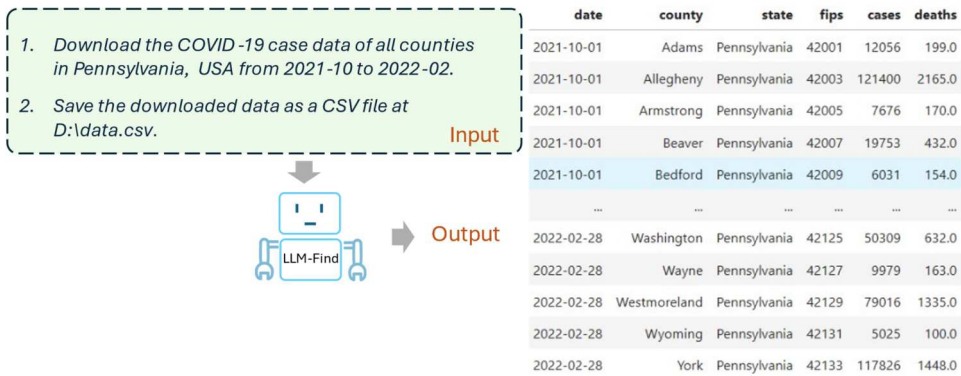 1. Download the COVID-19 case data of all counties
in Pennsylvania, USA from 2021-10 to 2022-02.
2. Save the downloaded data as a CSV file at
D:\data.csv.
Input
LLM-Find
Output
date county state fips cases deaths
2021-10-01 Adams Pennsylvania 42001 12056 199.0
2021-10-01 Allegheny Pennsylvania 42003 121400 2165.0
2021-10-01 Armstrong Pennsylvania 42005 7676 170.0
2021-10-01 Beaver Pennsylvania 42007 19753 432.0
2021-10-01 Bedford Pennsylvania 42009 6031 154.0
... ... ... ... ... ...
2022-02-28 Washington Pennsylvania 42125 50309 632.0
2022-02-28 Wayne Pennsylvania 42127 9979 163.0
2022-02-28 Westmoreland Pennsylvania 42129 79016 1335.0
2022-02-28 Wyoming Pennsylvania 42131 5025 100.0
2022-02-28 York Pennsylvania 42133 117826 1448.0